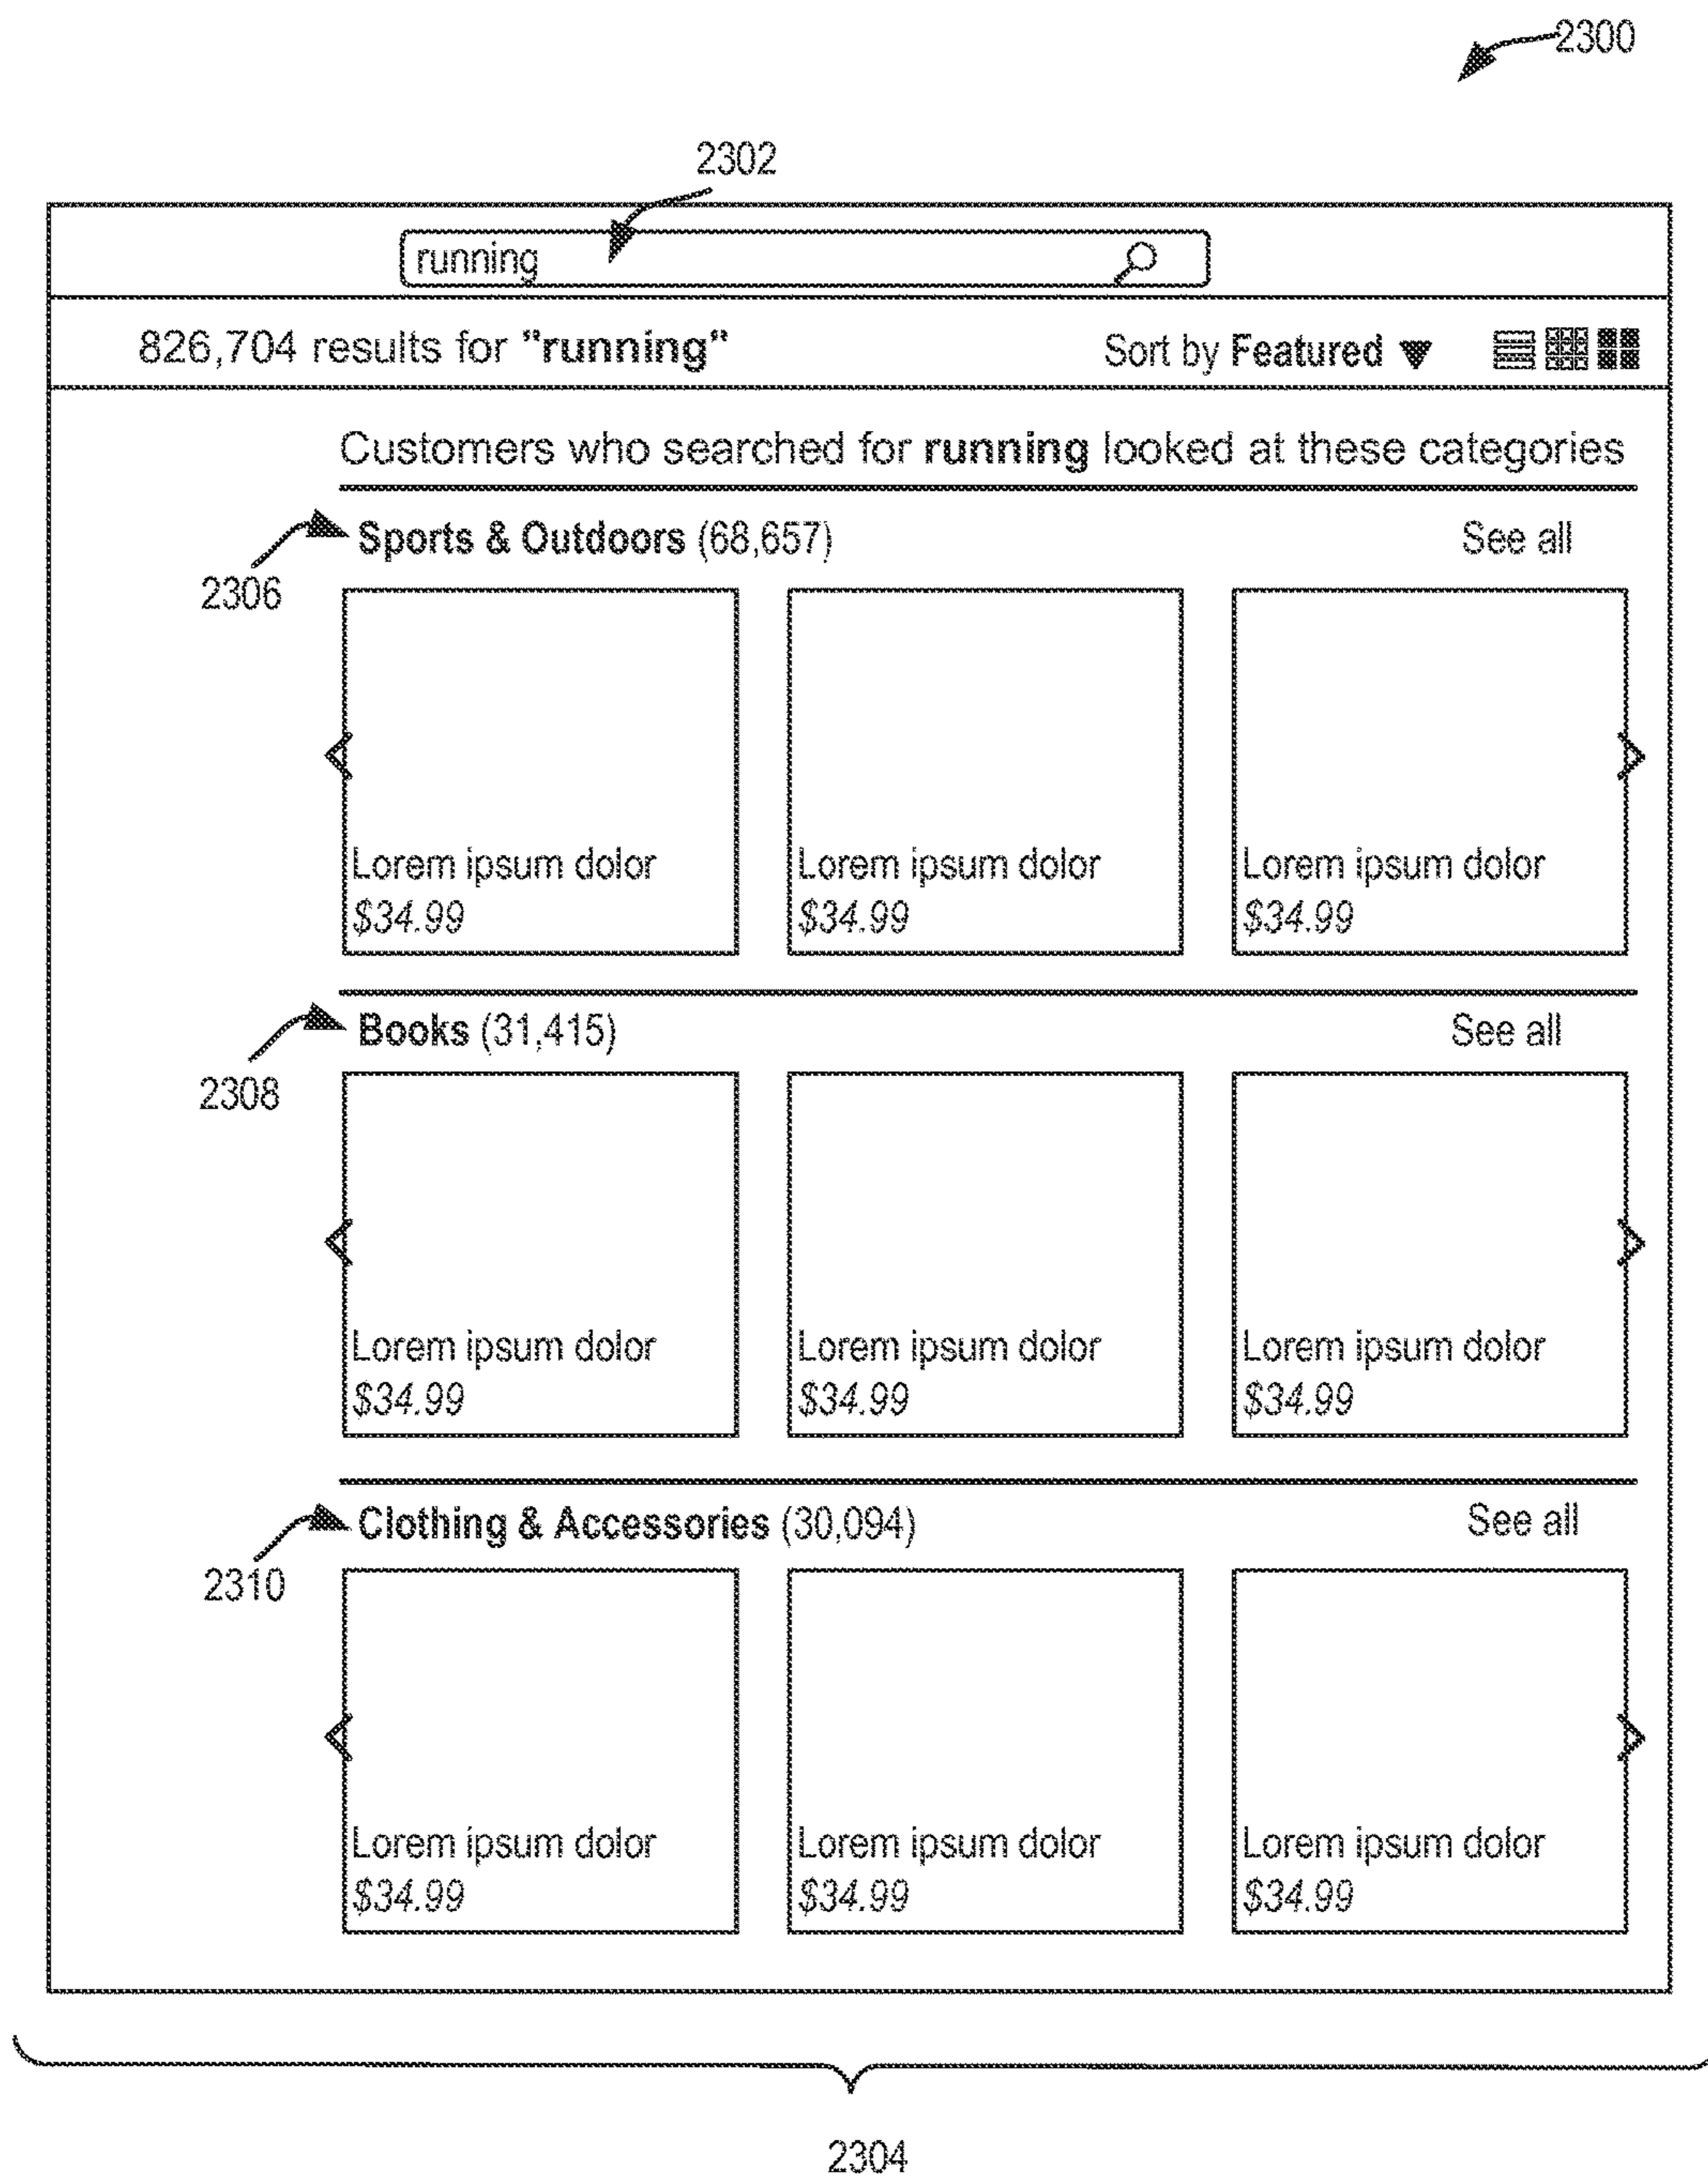 2300
2302
running
826,704 results for "running" Sort by Featured
Customers who searched for running looked at these categories
Sports & Outdoors (68,657) See all
2306
Lorem ipsum dolor Lorem ipsum dolor Lorem ipsum dolor
$34.99 $34.99 $34.99
Books (31,415) See all
2308
Lorem ipsum dolor Lorem ipsum dolor Lorem ipsum dolor
$34.99 $34.99 $34.99
Clothing & Accessories (30,094) See all
2310
Lorem ipsum dolor Lorem ipsum dolor Lorem ipsum dolor
$34.99 $34.99 $34.99
2304